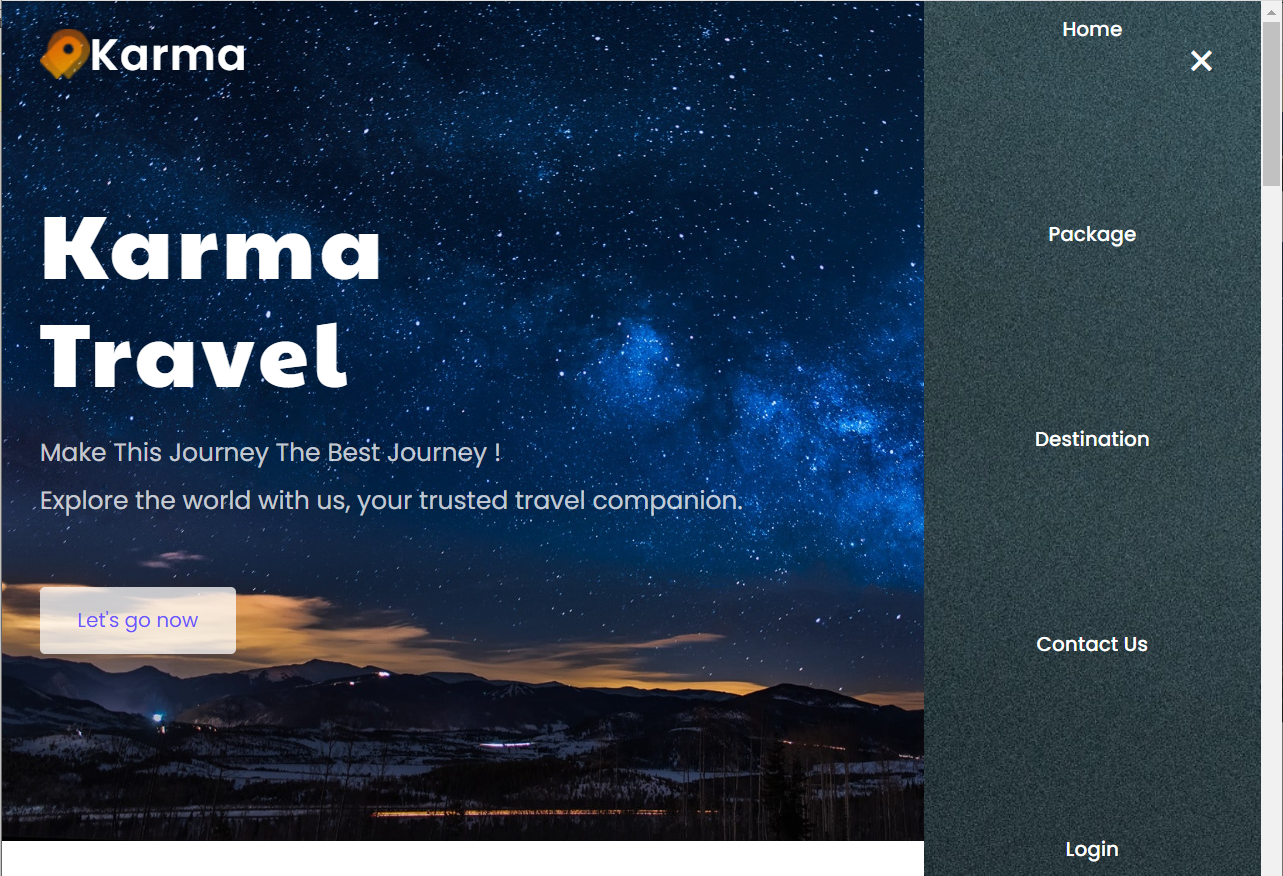 Karma
Karma
Travel
Make This Journey The Best Journey !
Explore the world with us, your trusted travel companion.
Let's go now
Home
Package
Destination
Contact Us
Login